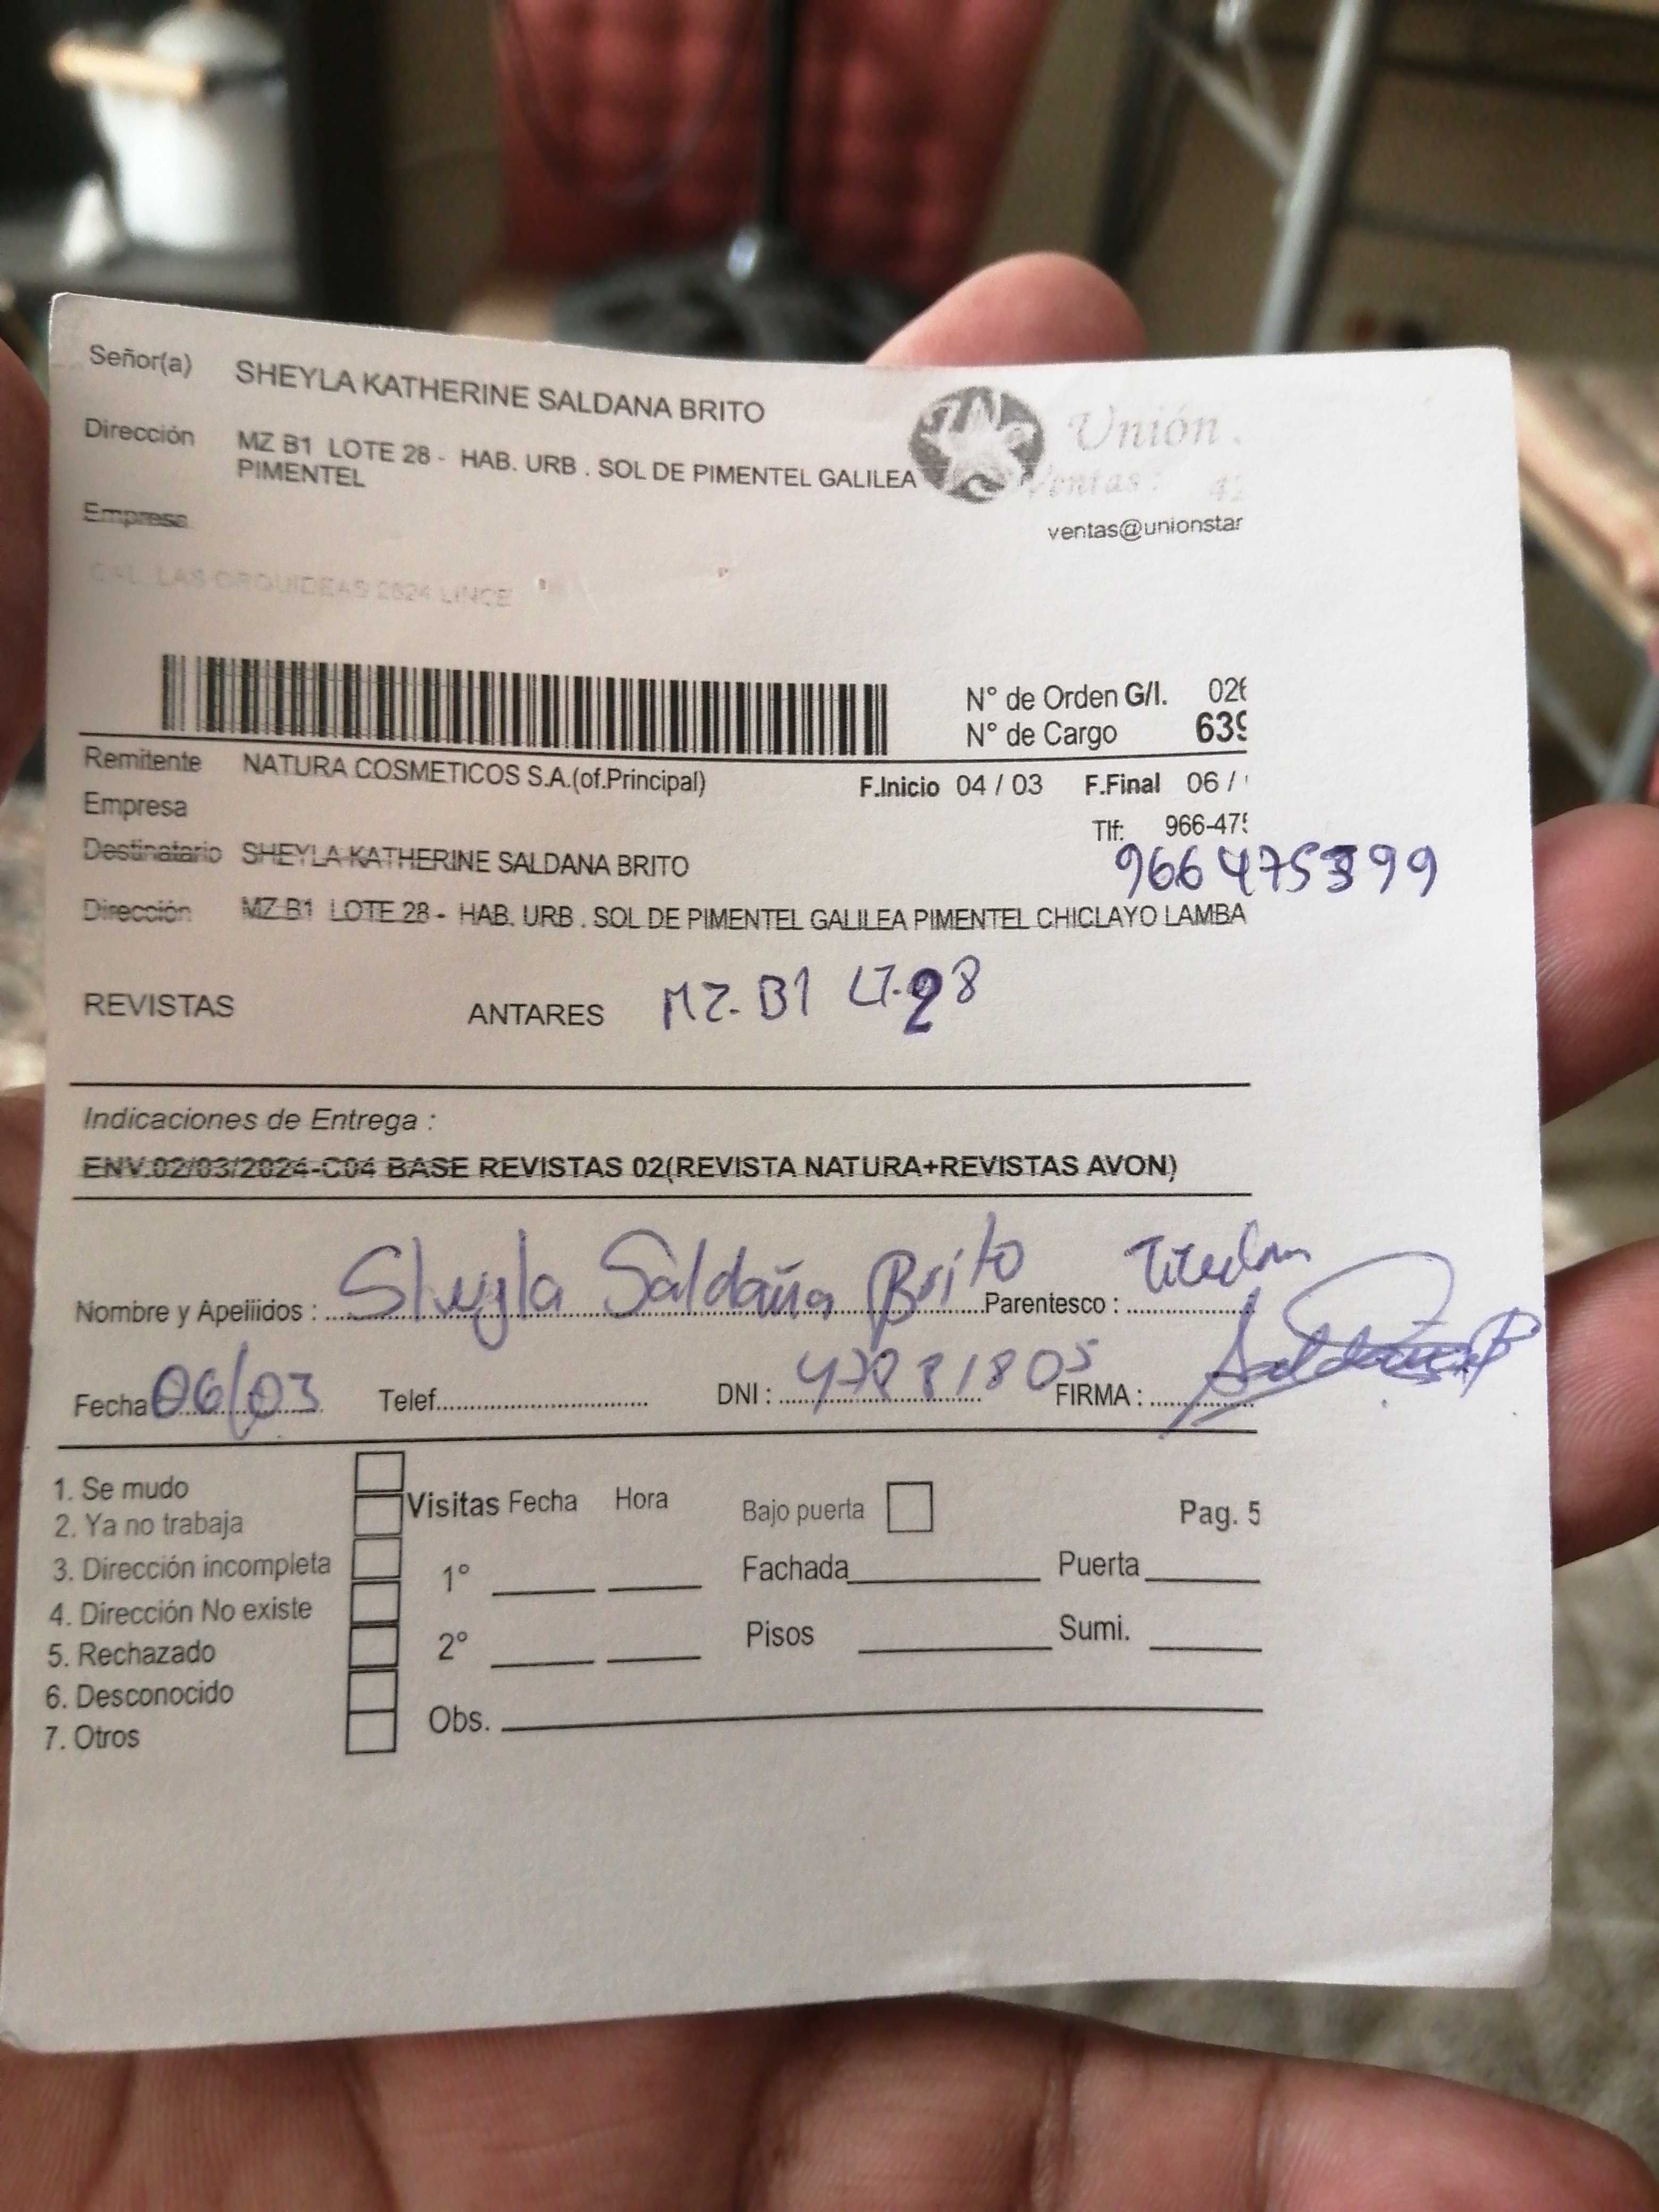 Señor(a) SHEYLA KATHERINE SALDANA BRITO
Dirección MZ B1 LOTE 28 - HAB. URB . SOL DE PIMENTEL GALILEA
PIMENTEL
Unión
Ventas
Empresa
ventas@unionstar
CAL. LAS ORQUIDEAS 2624 LINCE
N° de Orden G/I. 026
N° de Cargo 639
Remitente NATURA COSMETICOS S.A.(of.Principal) F.Inicio 04 / 03 F.Final 06 /
Empresa Tlf: 966-475
Destinatario SHEYLA KATHERINE SALDANA BRITO 966475399
Dirección MZ B1 LOTE 28 - HAB. URB . SOL DE PIMENTEL GALILEA PIMENTEL CHICLAYO LAMBA
REVISTAS ANTARES MZ. B1 LT. 28
Indicaciones de Entrega :
ENV.02/03/2024-C04 BASE REVISTAS 02(REVISTA NATURA+REVISTAS AVON)
Nombre y Apellidos : Sheyla Saldaña Brito Parentesco :
Fecha 06/03 Telef. DNI : FIRMA :
1. Se mudo
2. Ya no trabaja
3. Dirección incompleta
4. Dirección No existe
5. Rechazado
6. Desconocido
7. Otros
Visitas Fecha Hora Bajo puerta Pag. 5
1° Fachada Puerta
2° Pisos Sumi.
Obs.